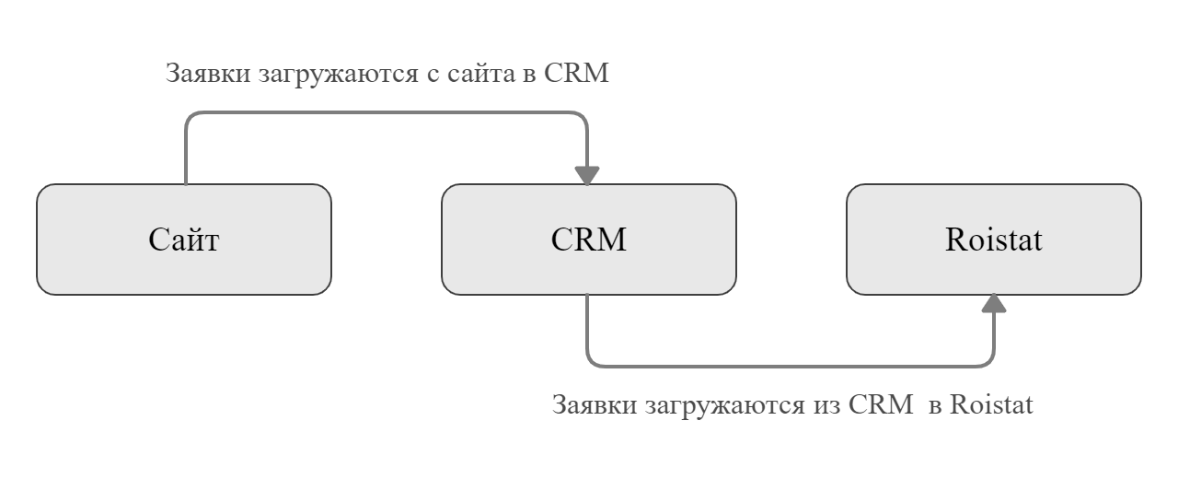 Заявки загружаются с сайта в CRM
Сайт
CRM
Roistat
Заявки загружаются из CRM в Roistat